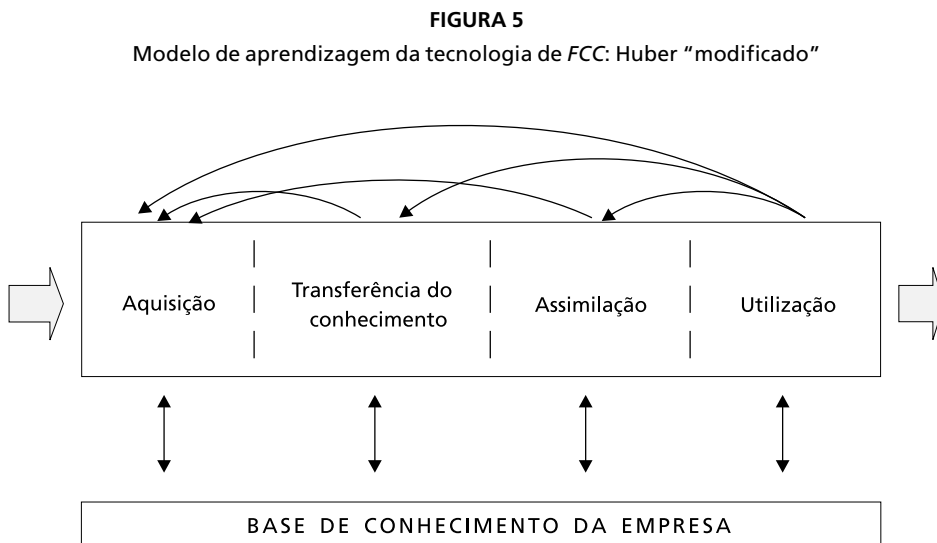 FIGURA 5
Modelo de aprendizagem da tecnologia de FCC: Huber “modificado”
Aquisição
Transferência do
conhecimento
Assimilação
Utilização
BASE DE CONHECIMENTO DA EMPRESA